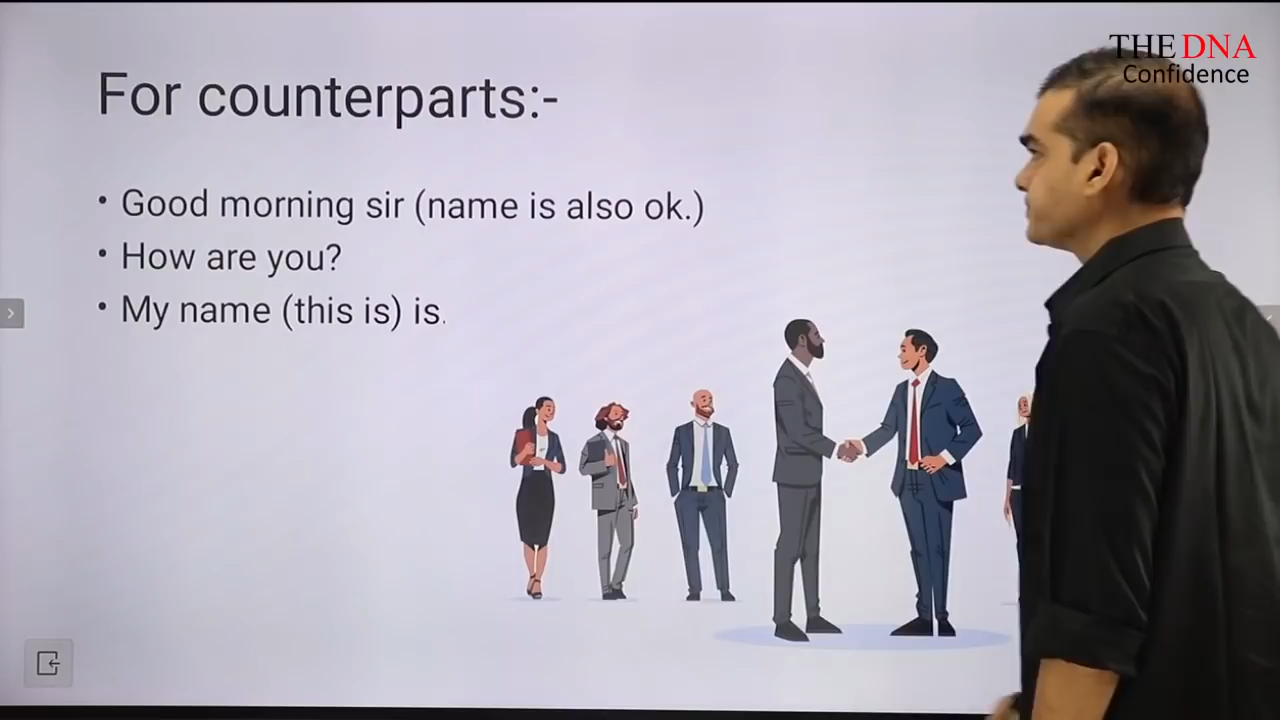 THE DNA
Confidence
For counterparts:-
• Good morning sir (name is also ok.)
• How are you?
• My name (this is) is.